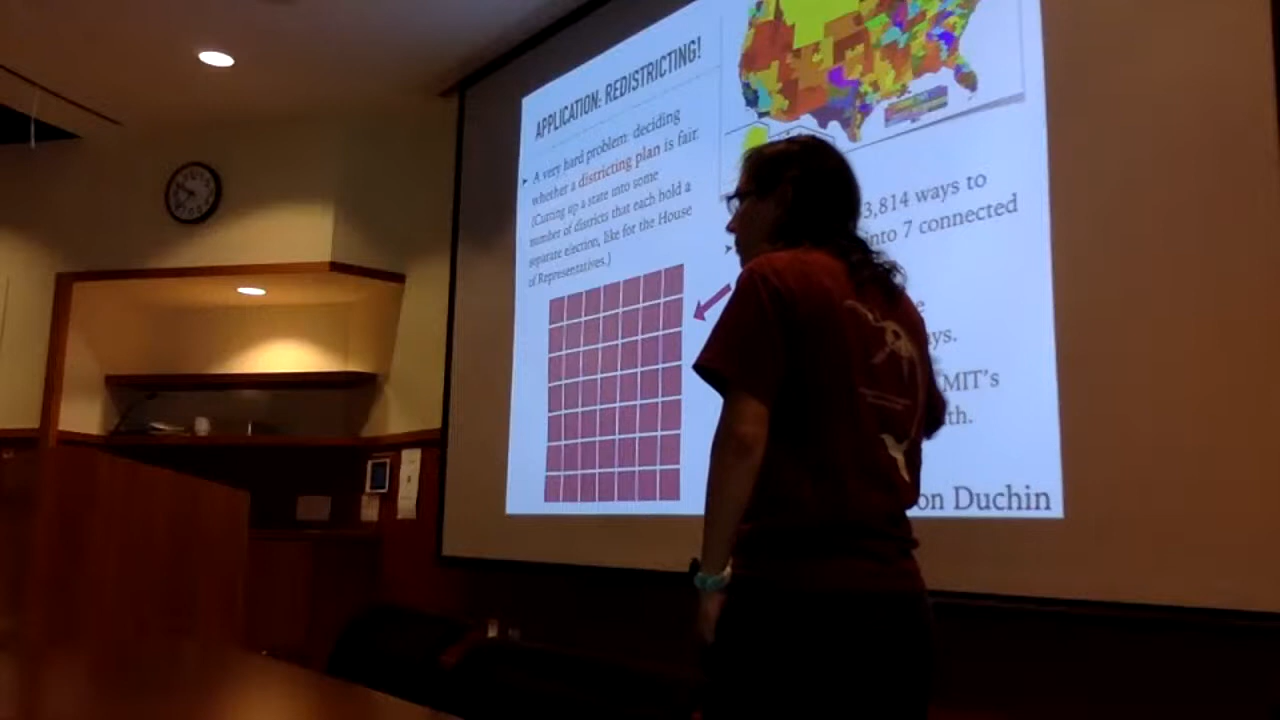 APPLICATION: REDISTRICTING!
A very hard problem: deciding
whether a districting plan is fair.
(Cutting up a state into some
number of districts that each hold a
separate election, like for the House
of Representatives.)
3,814 ways to
into 7 connected
ays.
MIT's
th.
on Duchin